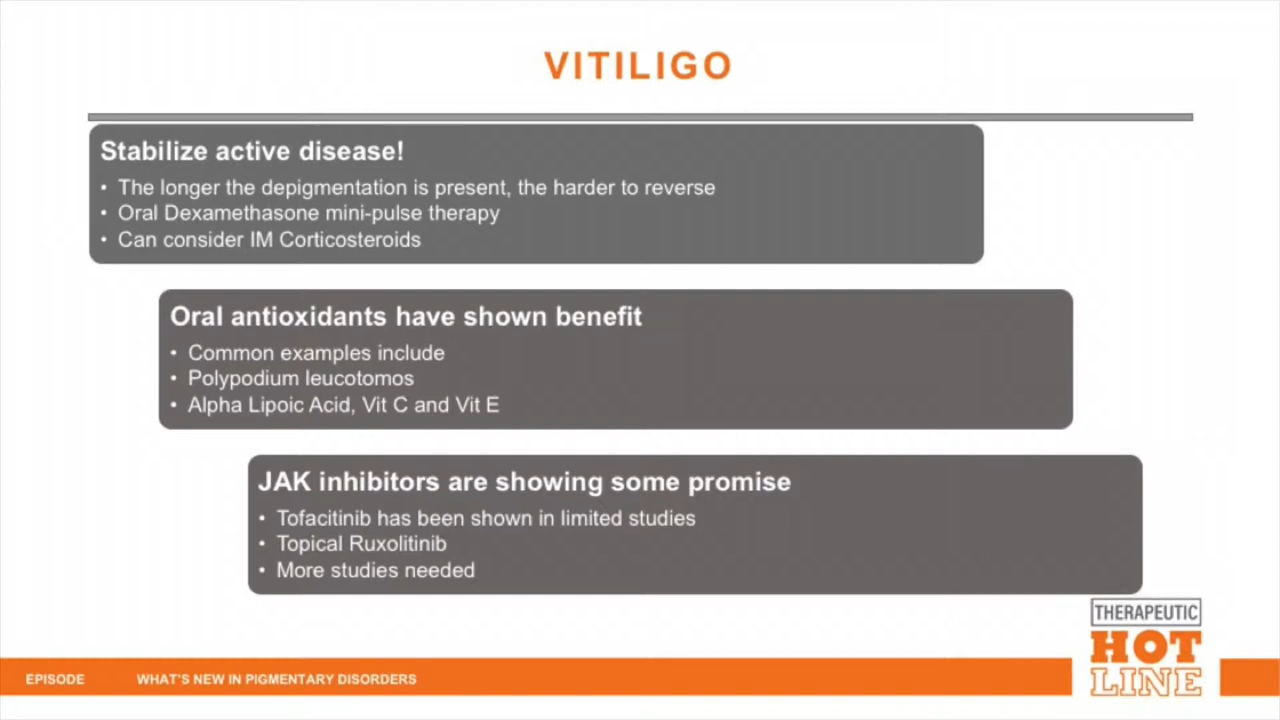 VITILIGO
Stabilize active disease!
• The longer the depigmentation is present, the harder to reverse
• Oral Dexamethasone mini-pulse therapy
• Can consider IM Corticosteroids
Oral antioxidants have shown benefit
• Common examples include
• Polypodium leucotomos
• Alpha Lipoic Acid, Vit C and Vit E
JAK inhibitors are showing some promise
• Tofacitinib has been shown in limited studies
• Topical Ruxolitinib
• More studies needed
THERAPEUTIC
HOT
LINE
EPISODE WHAT'S NEW IN PIGMENTARY DISORDERS